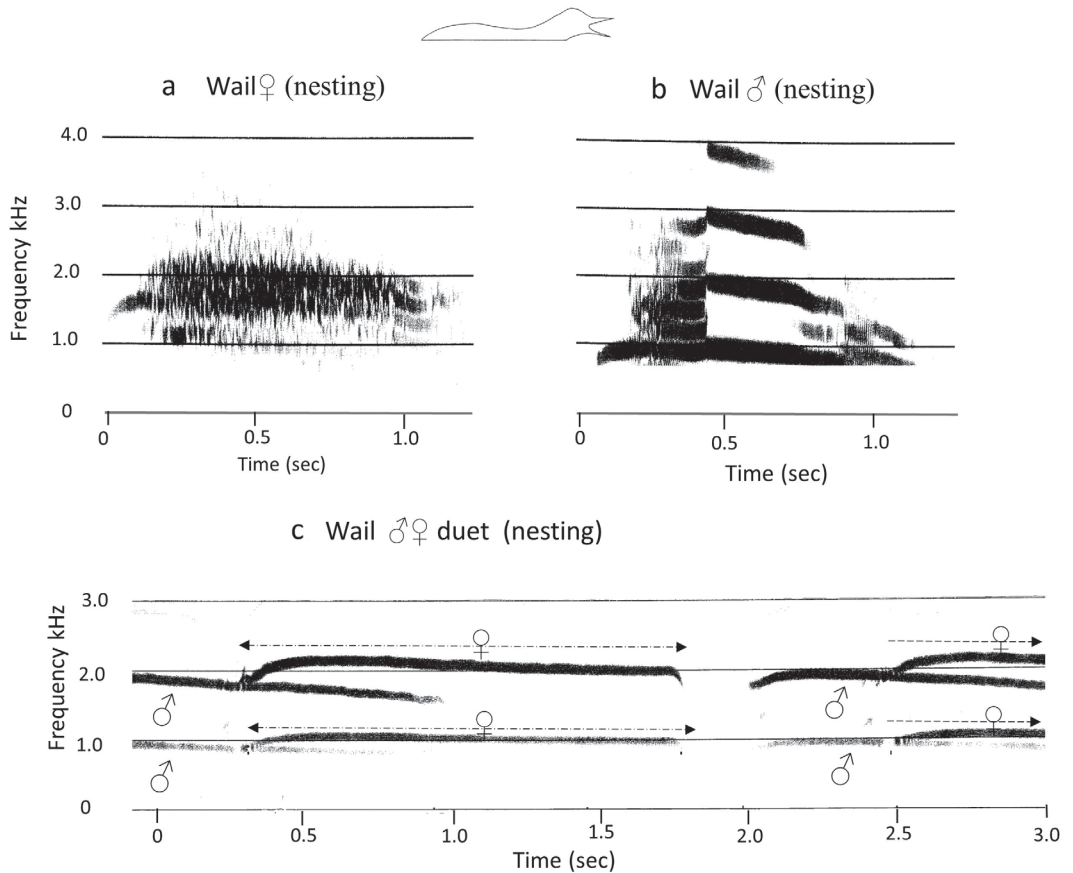 a Wail ♀ (nesting)
b Wail ♂ (nesting)
Frequency kHz
4.0
3.0
2.0
1.0
0
0 0.5 1.0
Time (sec)
0 0.5 1.0
Time (sec)
c Wail ♂♀ duet (nesting)
Frequency kHz
3.0
2.0
1.0
0
♀ ♀
♂ ♂
♀ ♀
♂ ♂
0 0.5 1.0 1.5 2.0 2.5 3.0
Time (sec)